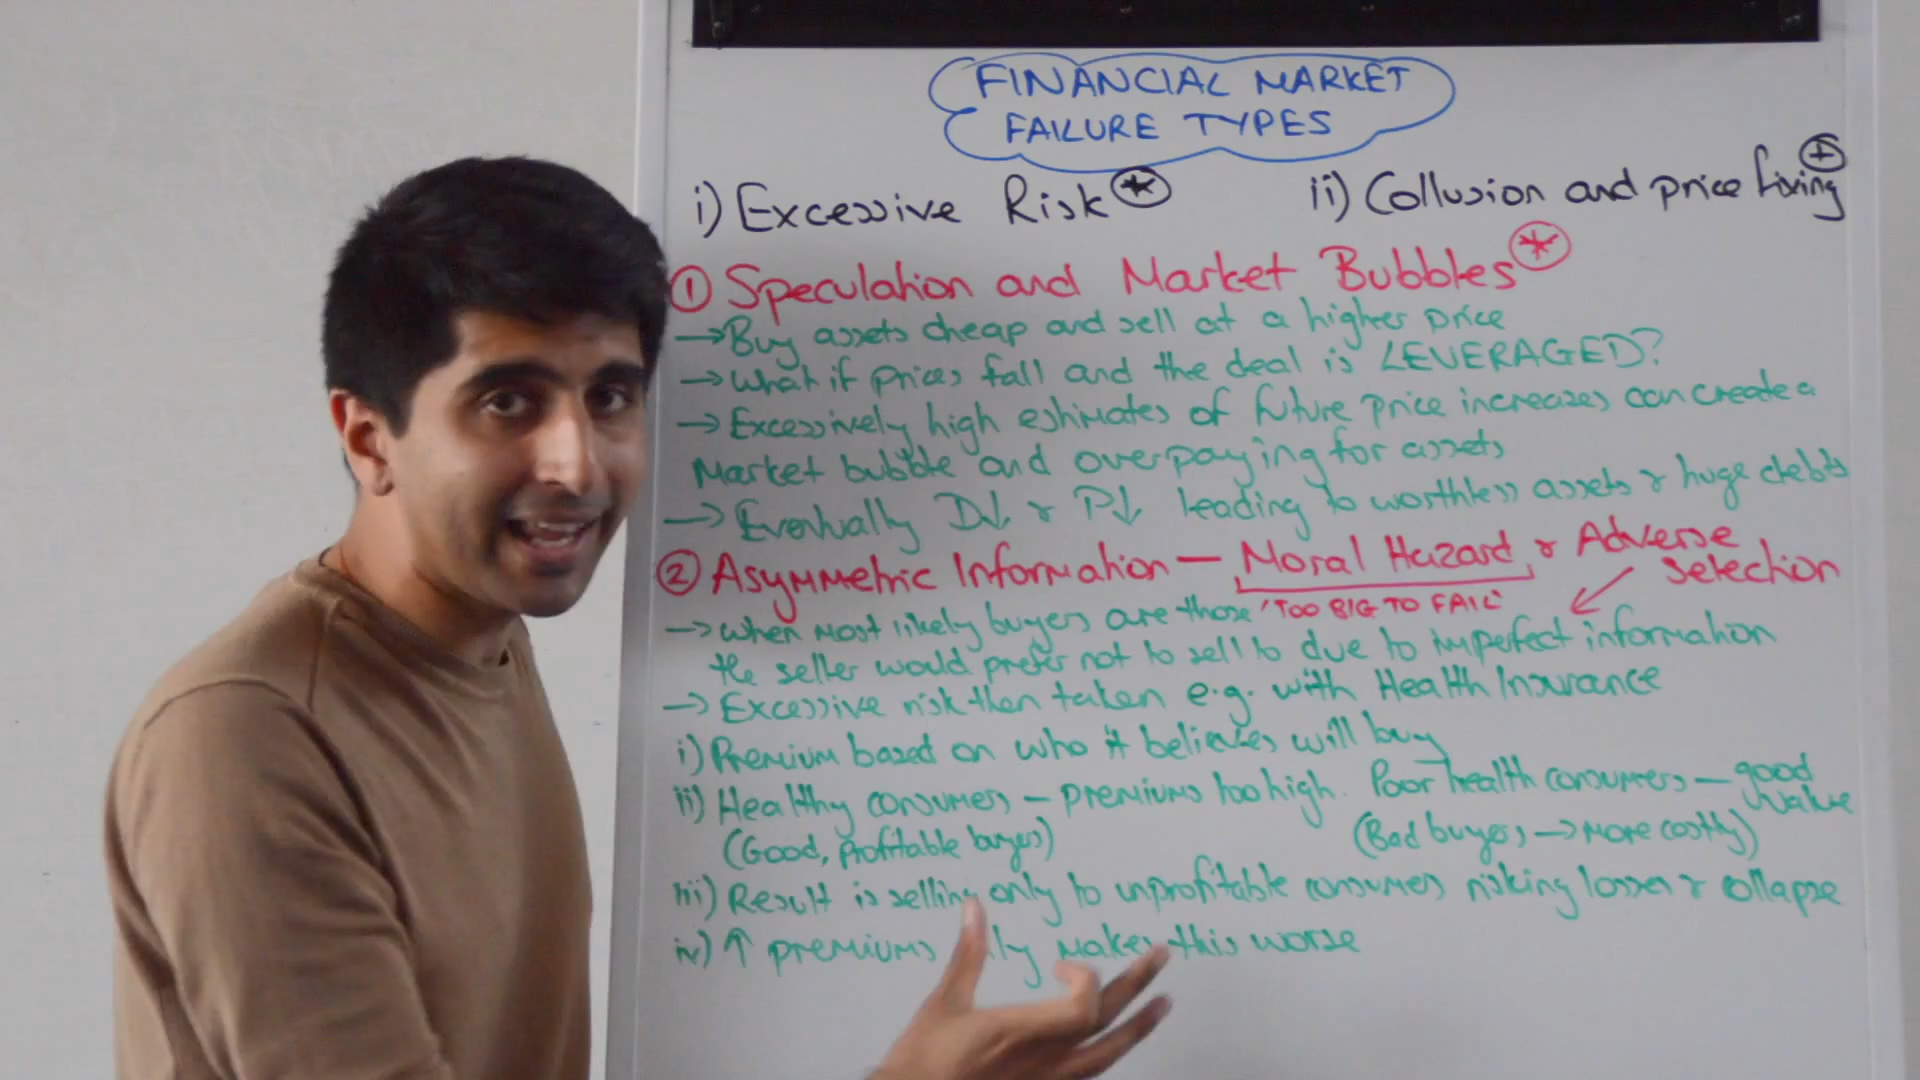 FINANCIAL MARKET
FAILURE TYPES
i) Excessive Risk * ii) Collusion and price fixing +
① Speculation and Market Bubbles *
→ Buy assets cheap and sell at a higher price
→ What if prices fall and the deal is LEVERAGED?
→ Excessively high estimates of future price increases can create a
Market bubble and overpaying for assets
→ Eventually D↓ & P↓ leading to worthless assets & huge debts
② Asymmetric Information — Moral Hazard & Adverse
Selection
'TOO BIG TO FAIL'
→ When most likely buyers are those
the seller would prefer not to sell to due to imperfect information
→ Excessive risk then taken e.g. with Health Insurance
i) Premium based on who it believes will buy
ii) Healthy consumers – premiums too high. Poor health consumers – good
value
(Good, profitable buyers) (Bad buyers → more costly)
iii) Result is selling only to unprofitable consumers risking losses & collapse
iv) ↑ premiums makes this worse